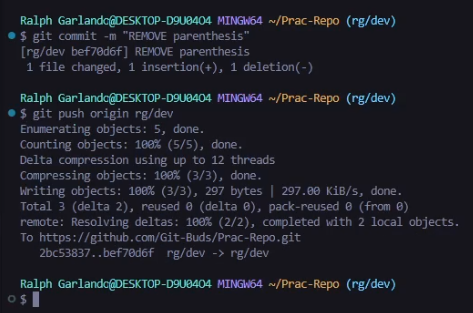 Ralph Garlandc@DESKTOP-D9U04O4 MINGW64 ~/Prac-Repo (rg/dev)
$ git commit -m "REMOVE parenthesis"
[rg/dev bef70d6f] REMOVE parenthesis
 1 file changed, 1 insertion(+), 1 deletion(-)

Ralph Garlandc@DESKTOP-D9U04O4 MINGW64 ~/Prac-Repo (rg/dev)
$ git push origin rg/dev
Enumerating objects: 5, done.
Counting objects: 100% (5/5), done.
Delta compression using up to 12 threads
Compressing objects: 100% (3/3), done.
Writing objects: 100% (3/3), 297 bytes | 297.00 KiB/s, done.
Total 3 (delta 2), reused 0 (delta 0), pack-reused 0 (from 0)
remote: Resolving deltas: 100% (2/2), completed with 2 local objects.
To https://github.com/Git-Buds/Prac-Repo.git
   2bc53837..bef70d6f  rg/dev -> rg/dev

Ralph Garlandc@DESKTOP-D9U04O4 MINGW64 ~/Prac-Repo (rg/dev)
$